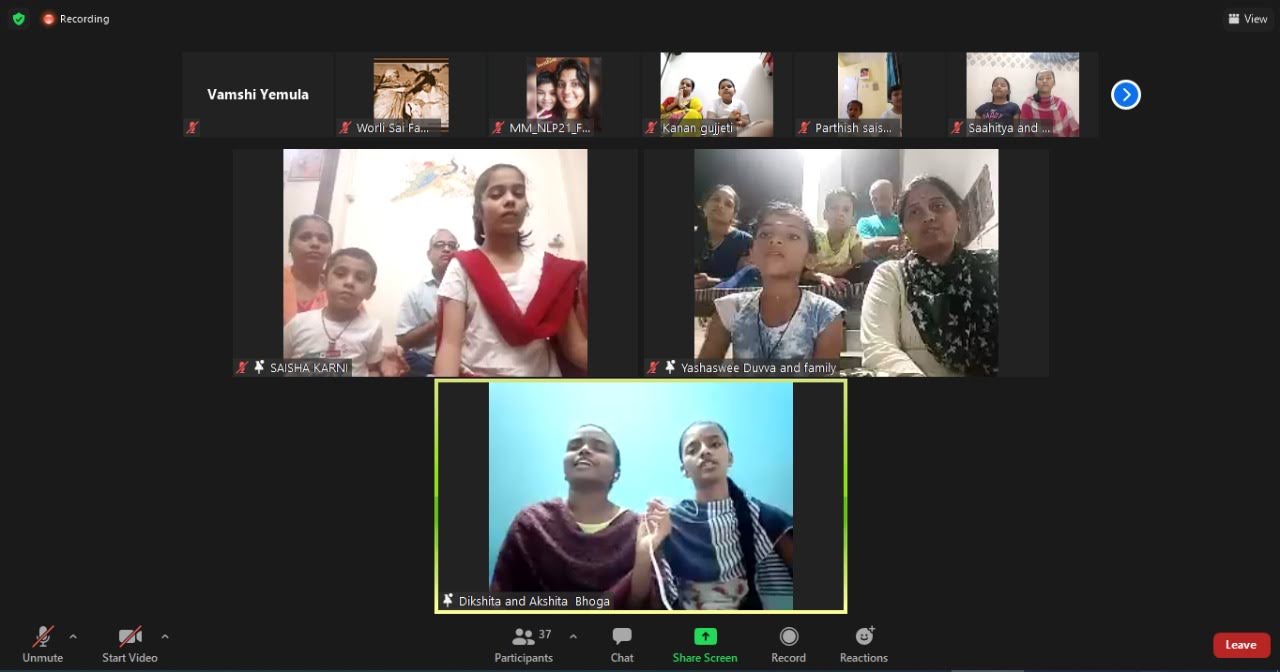 Recording
View
Vamshi Yemula
Worli Sai Fa...
MM_NLP21_F...
Kanan gujjeti
Parthish sais...
Saahitya and ...
SAISHA KARNI
Yashaswee Duvva and family
Dikshita and Akshita Bhoga
Unmute
Start Video
37
Participants
Chat
Share Screen
Record
Reactions
Leave